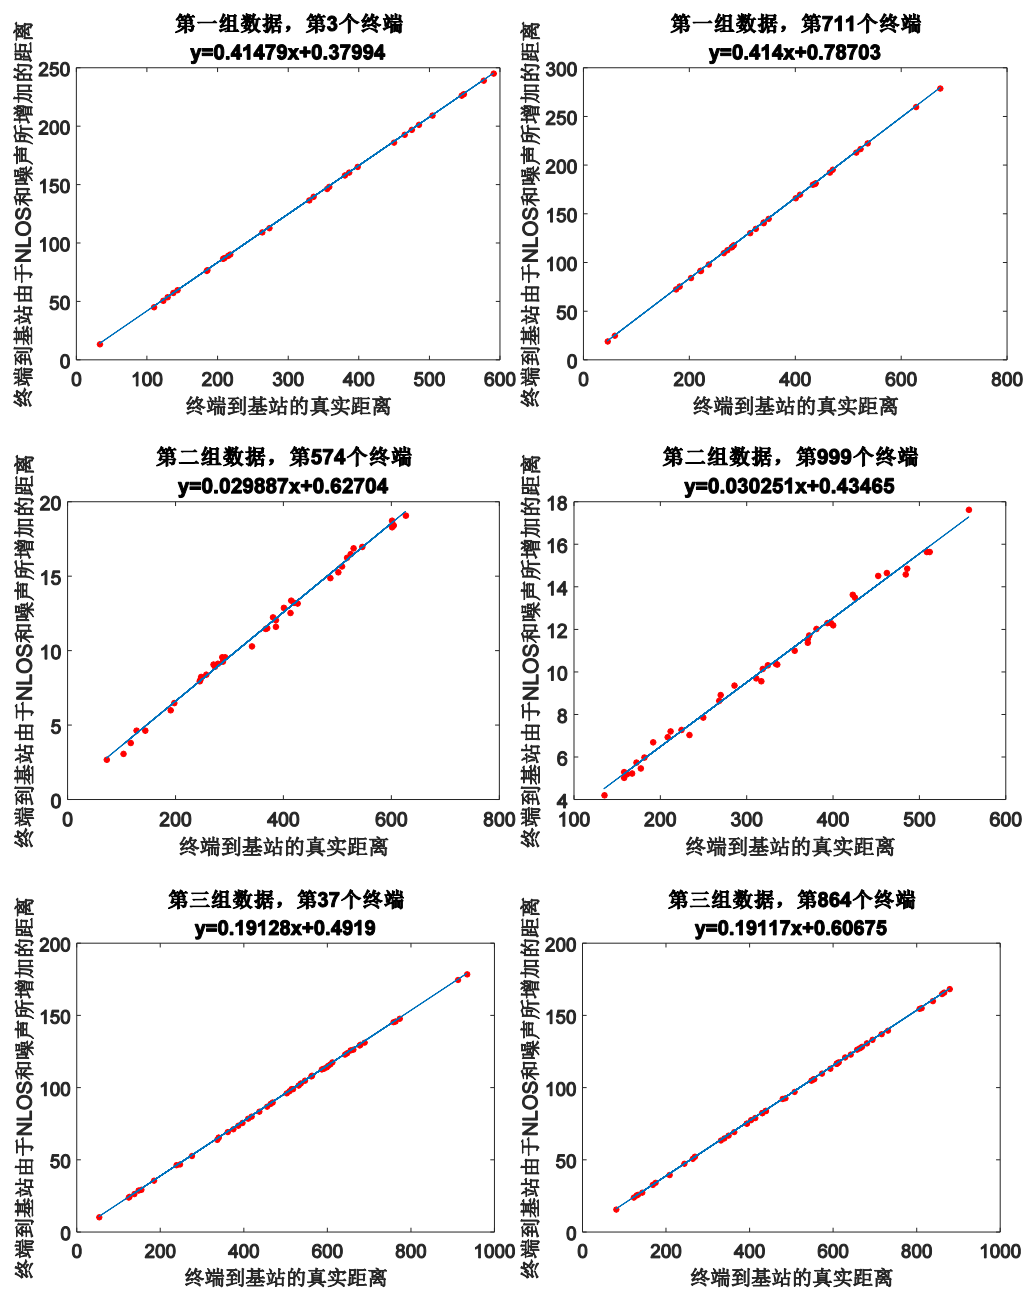 第一组数据，第3个终端
y=0.41479x+0.37994
终端到基站由于NLOS和噪声所增加的距离
250
200
150
100
50
0
0 100 200 300 400 500 600
终端到基站的真实距离
第一组数据，第711个终端
y=0.414x+0.78703
终端到基站由于NLOS和噪声所增加的距离
300
250
200
150
100
50
0
0 200 400 600 800
终端到基站的真实距离
第二组数据，第574个终端
y=0.029887x+0.62704
终端到基站由于NLOS和噪声所增加的距离
20
15
10
5
0
0 200 400 600 800
终端到基站的真实距离
第二组数据，第999个终端
y=0.030251x+0.43465
终端到基站由于NLOS和噪声所增加的距离
18
16
14
12
10
8
6
4
100 200 300 400 500 600
终端到基站的真实距离
第三组数据，第37个终端
y=0.19128x+0.4919
终端到基站由于NLOS和噪声所增加的距离
200
150
100
50
0
0 200 400 600 800 1000
终端到基站的真实距离
第三组数据，第864个终端
y=0.19117x+0.60675
终端到基站由于NLOS和噪声所增加的距离
200
150
100
50
0
0 200 400 600 800 1000
终端到基站的真实距离